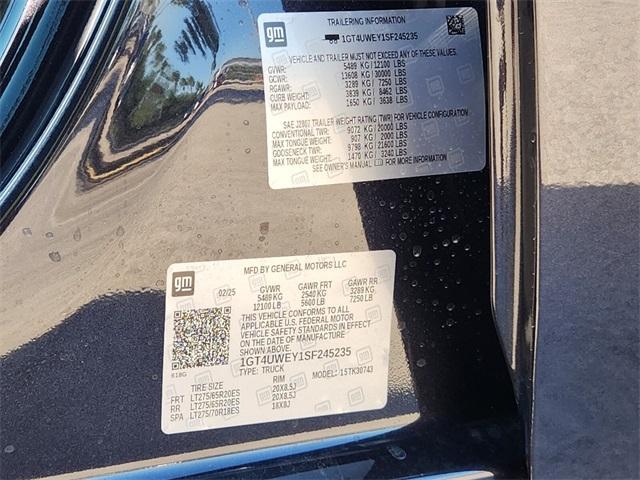 gm
TRAILERING INFORMATION
1GT4UWEY1SF245235
VEHICLE AND TRAILER MUST NOT EXCEED ANY OF THESE WEIGHTS
GVWR: 5489 KG/12100 LBS
GCWR: 13608 KG/30000 LBS
RGAWR: 3289 KG/ 7250 LBS
CURB WEIGHT: 3839 KG/ 8462 LBS
MAX PAYLOAD: 1650 KG/ 3638 LBS
SAE J2807 TRAILER WEIGHT RATING (TWR) FOR VEHICLE CONFIGURATION
CONVENTIONAL TWR: 9072 KG/20000 LBS
MAX TONGUE TWR: 907 KG/ 2000 LBS
GOOSENECK TWR: 9798 KG/21600 LBS
MAX TONGUE TWR: 1470 KG/ 3240 LBS
SEE OWNER'S MANUAL FOR MORE INFORMATION
gm
MFD BY GENERAL MOTORS LLC
02/25 GVWR GAWR FRT GAWR RR
5489 KG 2540 KG 3289 KG
12100 LB 5600 LB 7250 LB
THIS VEHICLE CONFORMS TO ALL
APPLICABLE U.S. FEDERAL MOTOR
VEHICLE SAFETY STANDARDS IN EFFECT
ON THE DATE OF MANUFACTURE
1GT4UWEY1SF245235
K18G TYPE: TRUCK MODEL: 1STK30743
TIRE SIZE RIM
FRT LT275/65R20ES 20X8.5J
RR LT275/65R20ES 20X8.5J
SPA LT275/70R18ES 18X8J